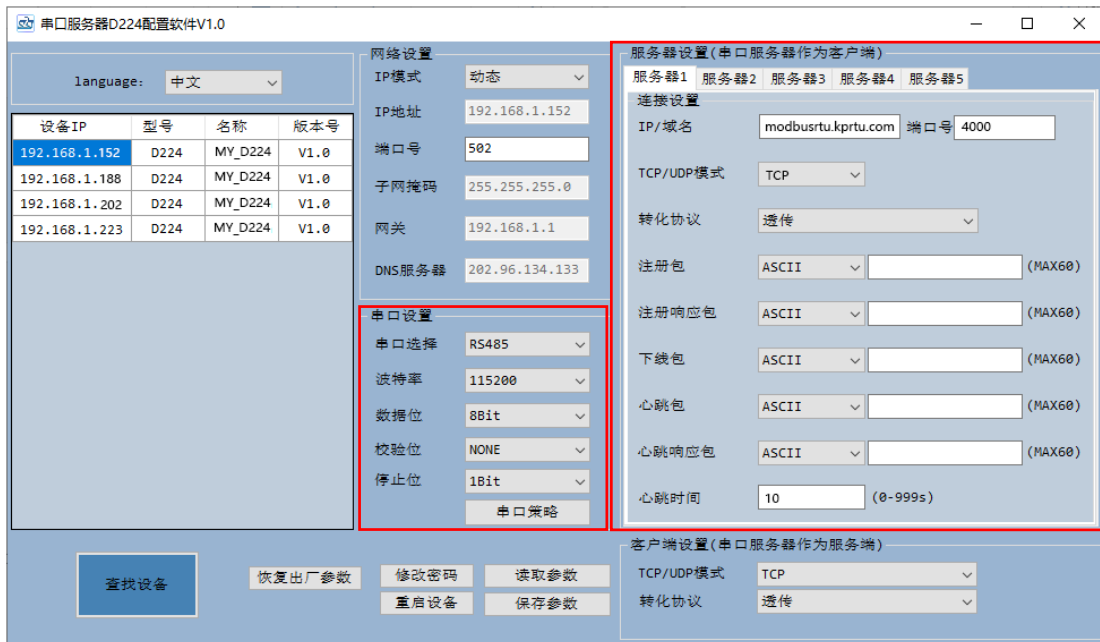 串口服务器D224配置软件V1.0
language: 中文
设备IP 型号 名称 版本号
192.168.1.152 D224 MY_D224 V1.0
192.168.1.188 D224 MY_D224 V1.0
192.168.1.202 D224 MY_D224 V1.0
192.168.1.223 D224 MY_D224 V1.0
网络设置
IP模式 动态
IP地址 192.168.1.152
端口号 502
子网掩码 255.255.255.0
网关 192.168.1.1
DNS服务器 202.96.134.133
串口设置
串口选择 RS485
波特率 115200
数据位 8Bit
校验位 NONE
停止位 1Bit
串口策略
服务器设置(串口服务器作为客户端)
服务器1 服务器2 服务器3 服务器4 服务器5
连接设置
IP/域名 modbusrtu.kprtu.com 端口号 4000
TCP/UDP模式 TCP
转化协议 透传
注册包 ASCII (MAX60)
注册响应包 ASCII (MAX60)
下线包 ASCII (MAX60)
心跳包 ASCII (MAX60)
心跳响应包 ASCII (MAX60)
心跳时间 10 (0-999s)
查找设备 恢复出厂参数 修改密码 读取参数
重启设备 保存参数
客户端设置(串口服务器作为服务端)
TCP/UDP模式 TCP
转化协议 透传